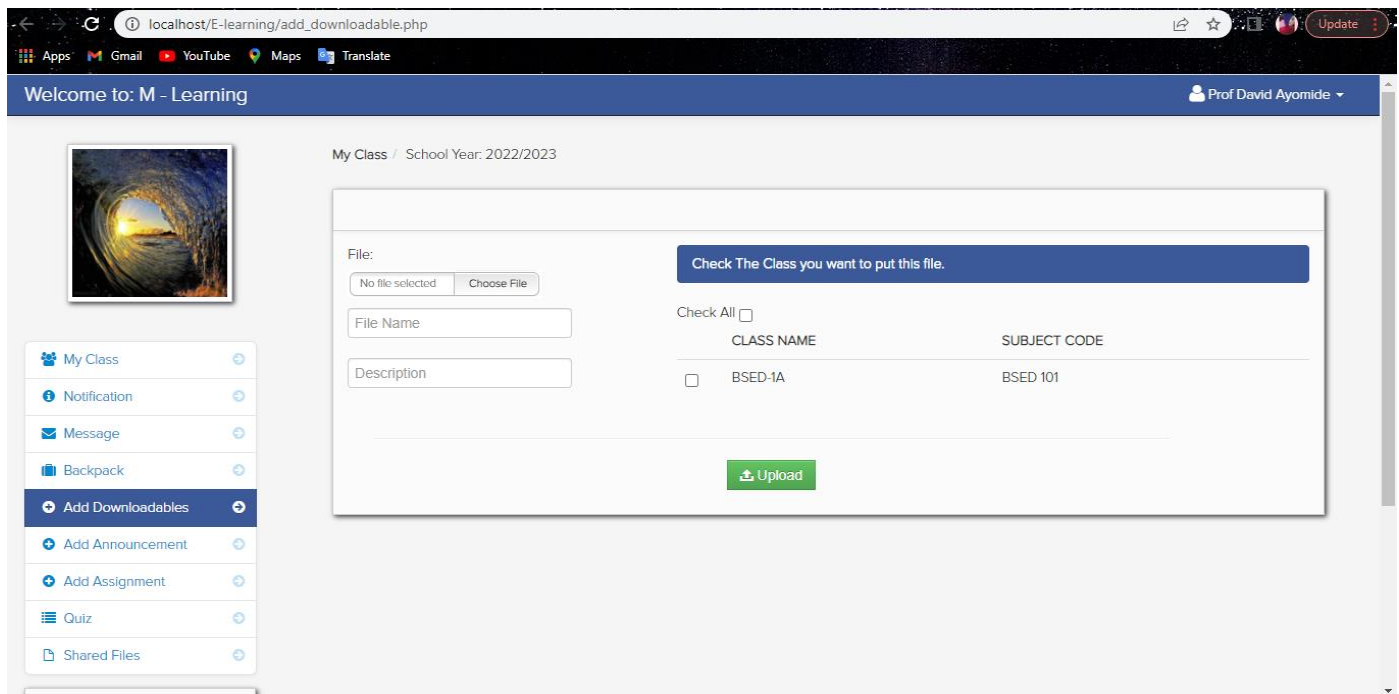 localhost/E-learning/add_downloadable.php
Update
Apps Gmail YouTube Maps Translate
Welcome to: M - Learning
Prof David Ayomide
My Class / School Year: 2022/2023
File:
No file selected Choose File
File Name
Description
Check The Class you want to put this file.
Check All
CLASS NAME SUBJECT CODE
BSED-1A BSED 101
Upload
My Class
Notification
Message
Backpack
Add Downloadables
Add Announcement
Add Assignment
Quiz
Shared Files